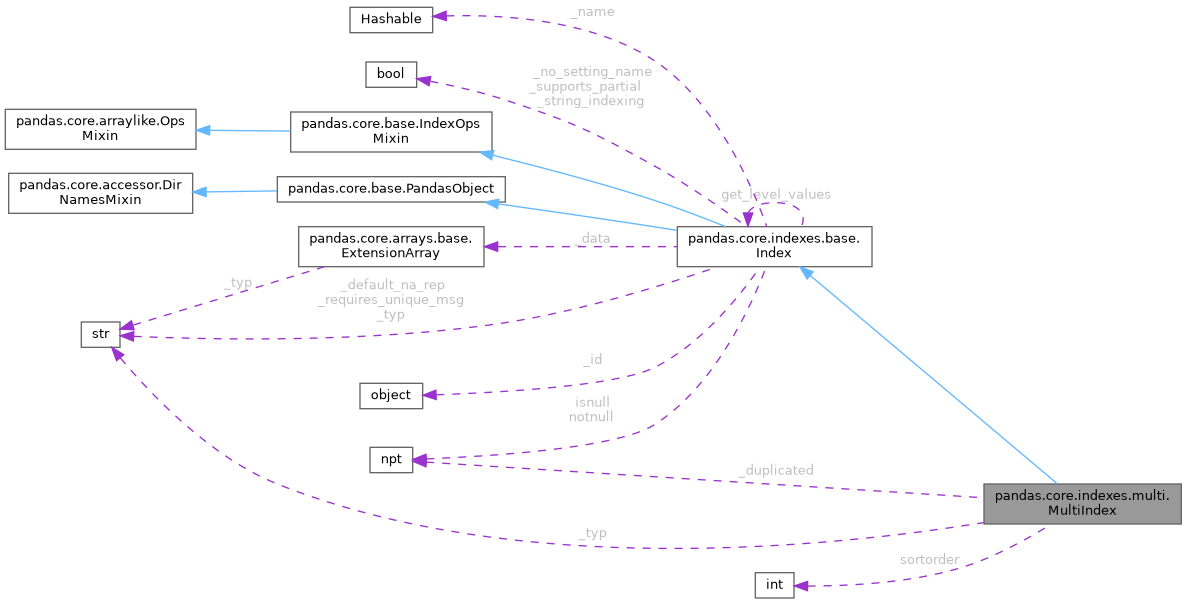 _name
Hashable
_no_setting_name
_supports_partial
_string_indexing
bool
pandas.core.arraylike.Ops
Mixin
pandas.core.base.IndexOps
Mixin
pandas.core.accessor.Dir
NamesMixin
pandas.core.base.PandasObject
get_level_values
pandas.core.arrays.base.
ExtensionArray
_data
pandas.core.indexes.base.
Index
_typ
_default_na_rep
_requires_unique_msg
_typ
str
_id
object
isnull
notnull
npt
_duplicated
pandas.core.indexes.multi.
MultiIndex
_typ
sortorder
int